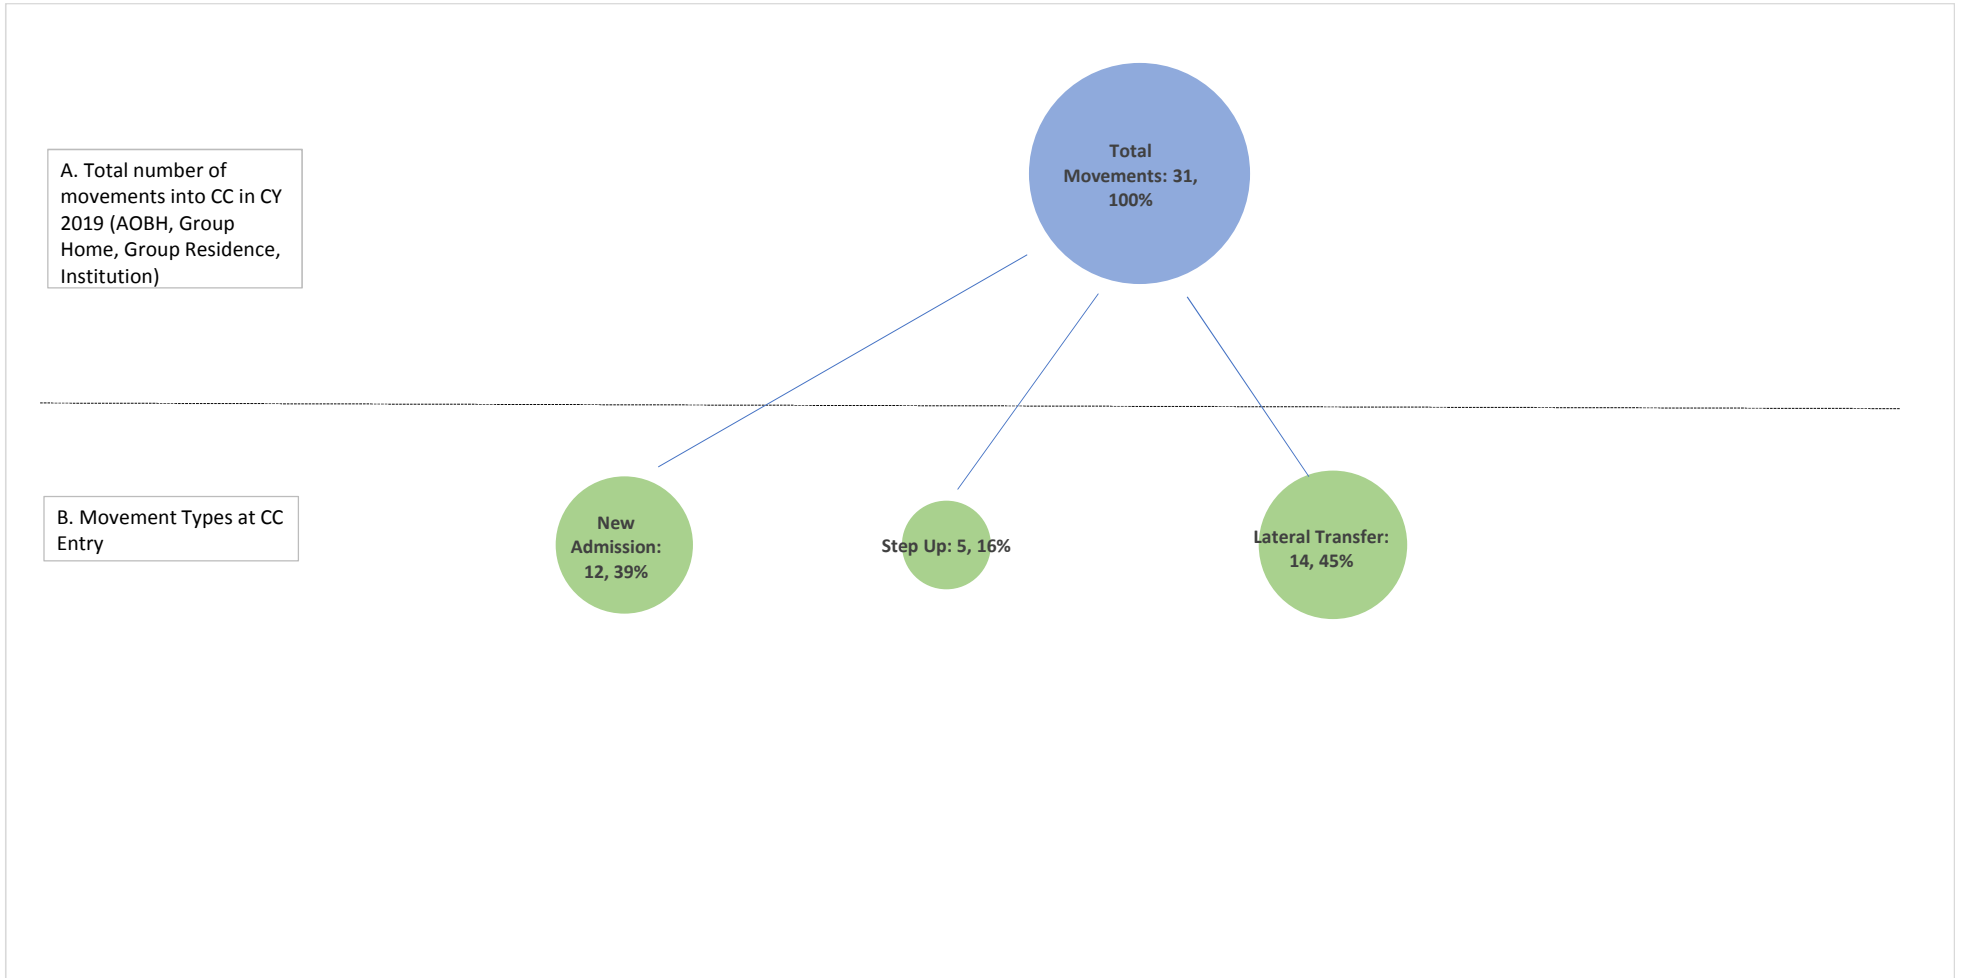 Total
Movements: 31,
100%
A. Total number of
movements into CC in CY
2019 (AOBH, Group
Home, Group Residence,
Institution)
B. Movement Types at CC
Entry
New
Admission:
12, 39%
Step Up: 5, 16%
Lateral Transfer:
14, 45%